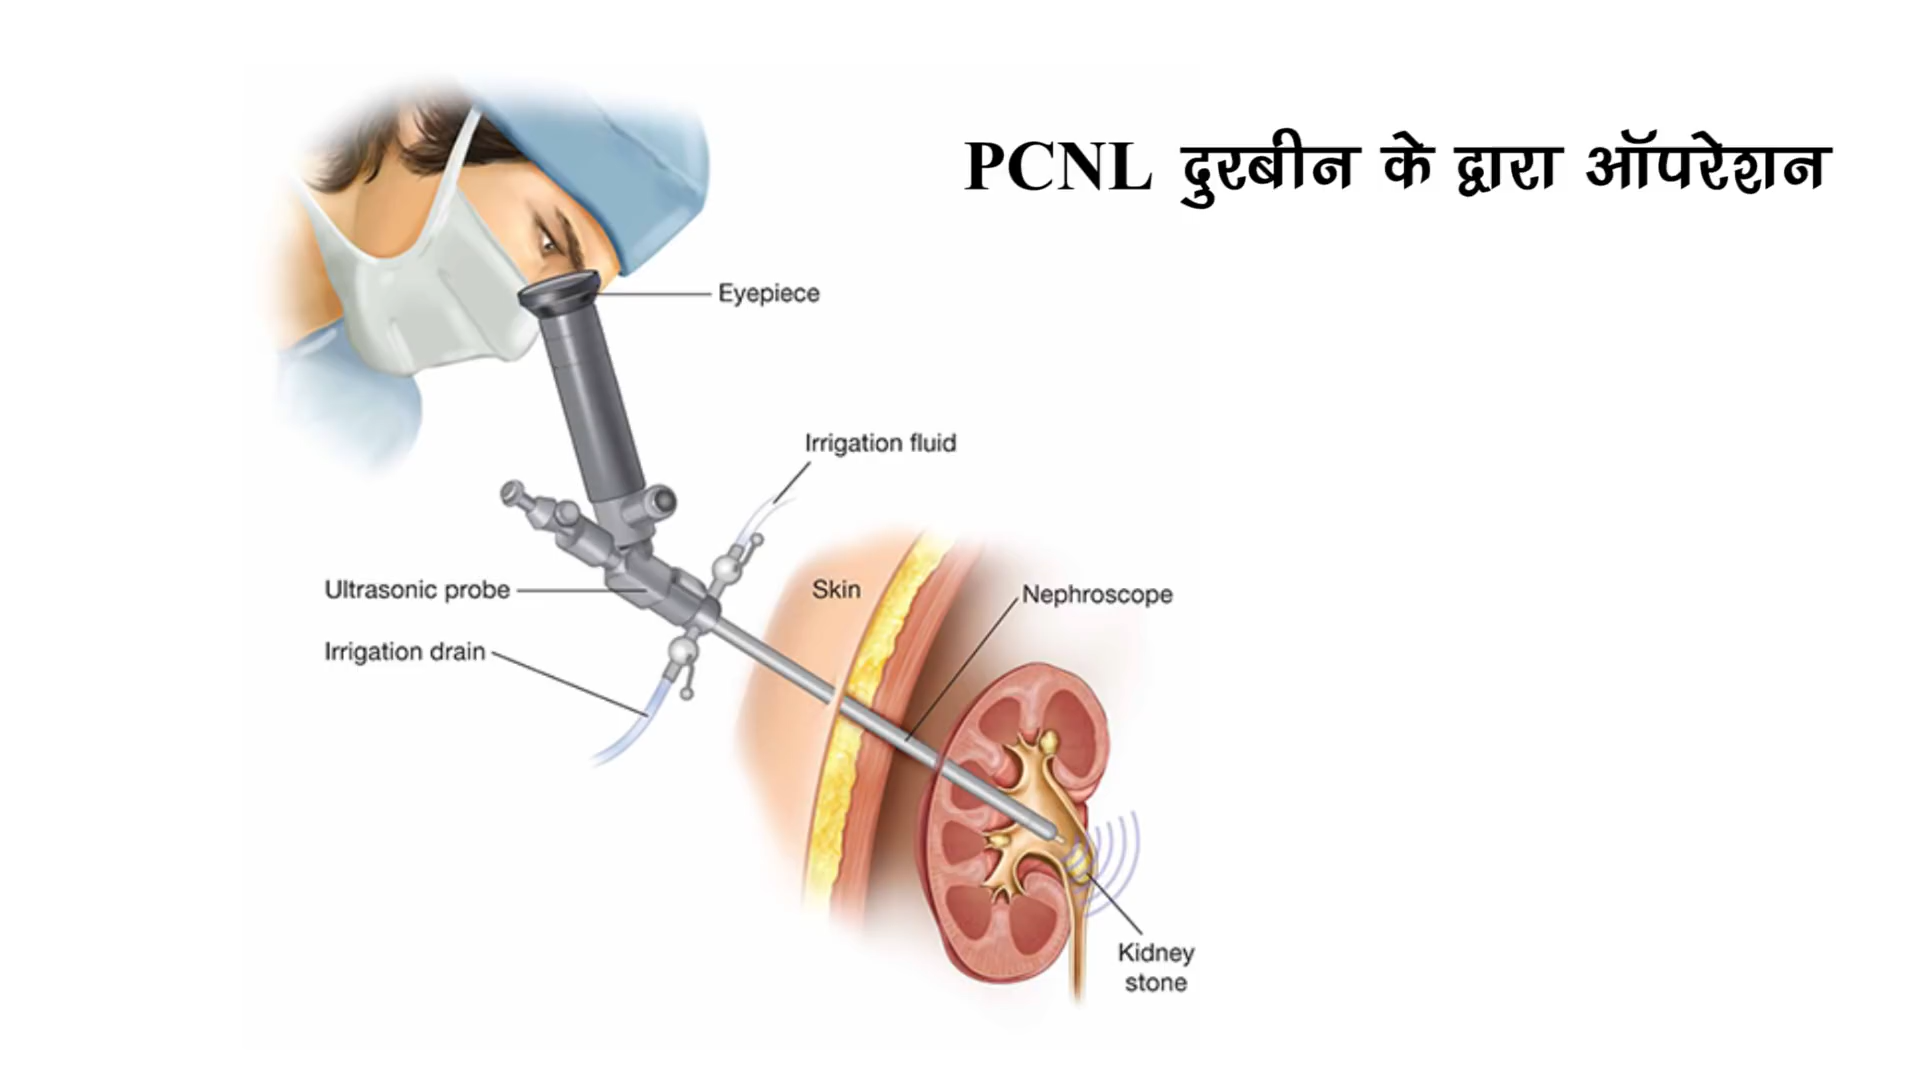 PCNL दुरबीन के द्वारा ऑपरेशन
Eyepiece
Irrigation fluid
Ultrasonic probe
Skin
Nephroscope
Irrigation drain
Kidney
stone